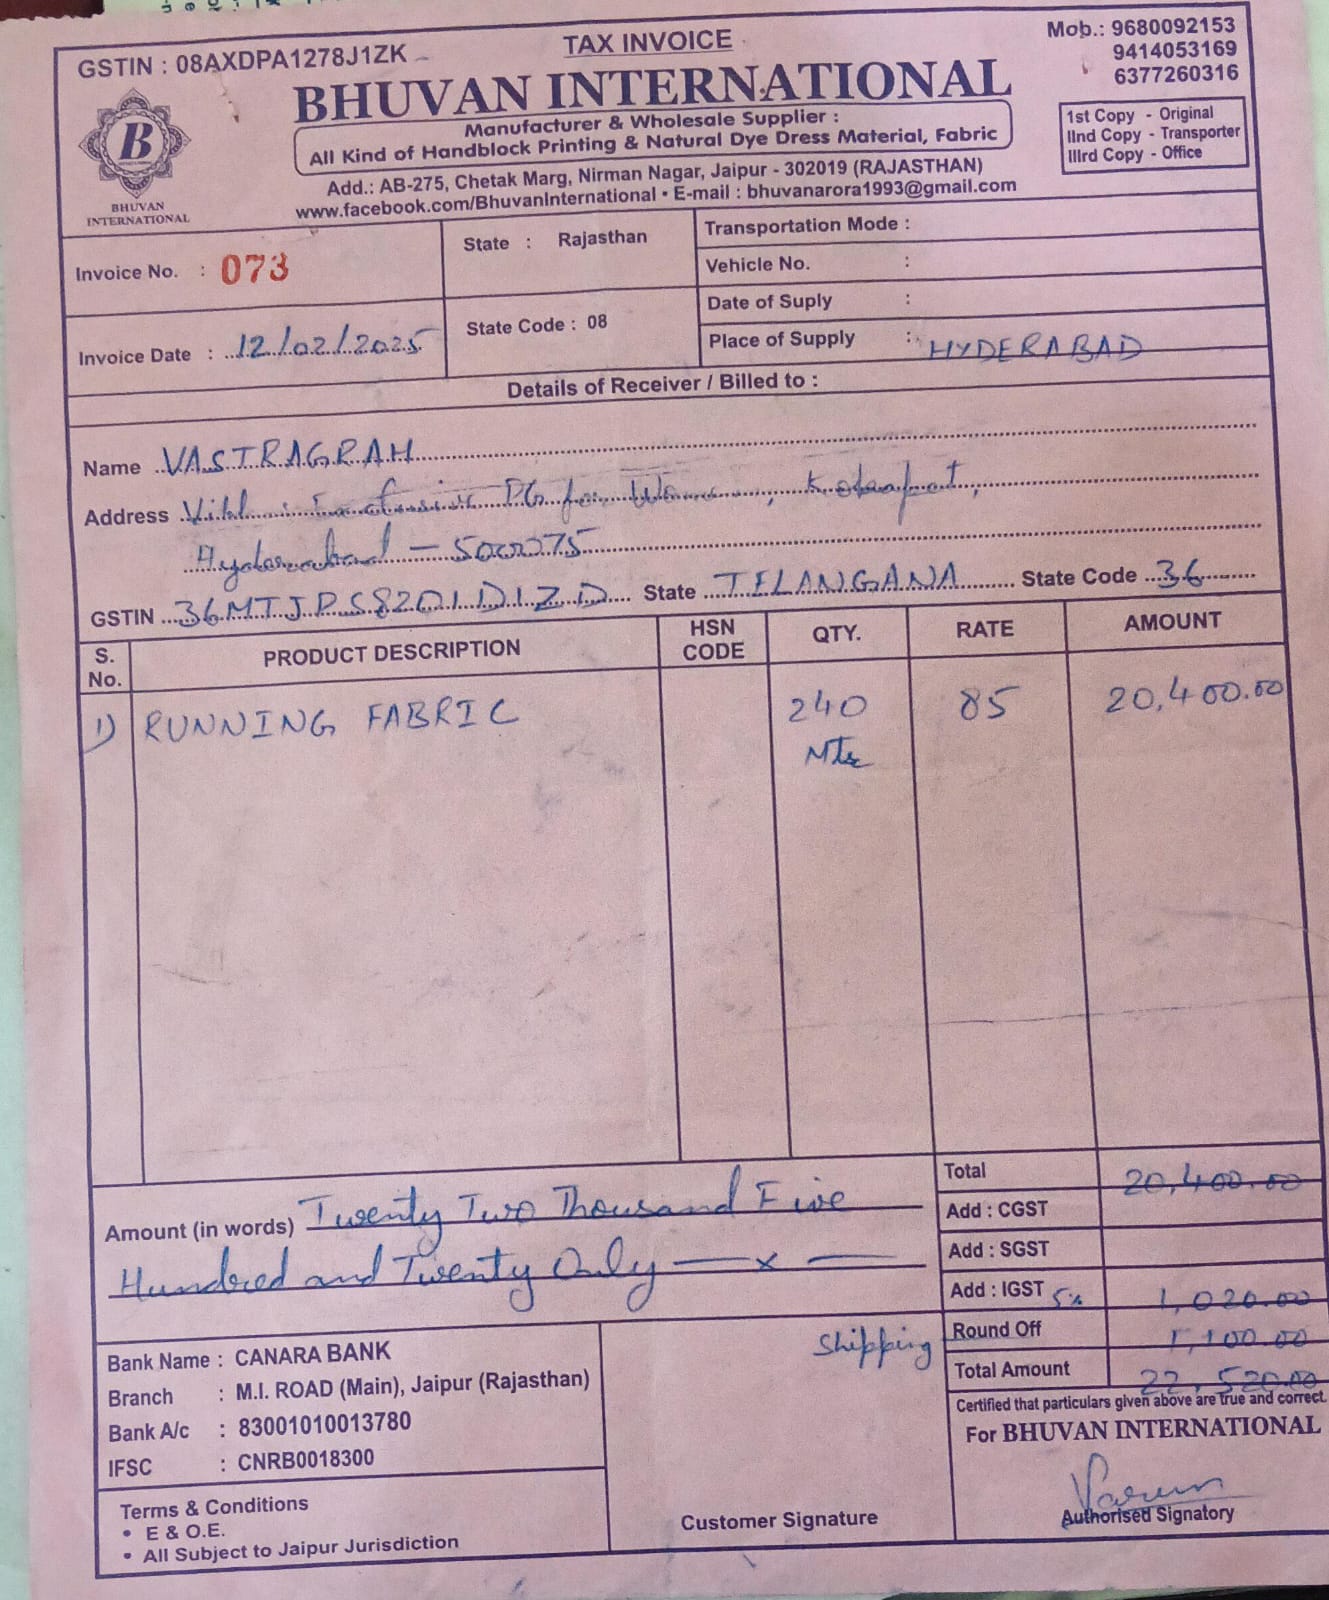 GSTIN : 08AXDPA1278J1ZK
TAX INVOICE
Mob.: 9680092153
9414053169
6377260316
BHUVAN INTERNATIONAL
Manufacturer & Wholesale Supplier :
All Kind of Handblock Printing & Natural Dye Dress Material, Fabric
Add.: AB-275, Chetak Marg, Nirman Nagar, Jaipur - 302019 (RAJASTHAN)
www.facebook.com/BhuvanInternational • E-mail : bhuvanarora1993@gmail.com
1st Copy - Original
IInd Copy - Transporter
IIIrd Copy - Office
B
BHUVAN
INTERNATIONAL
Invoice No. : 073
Invoice Date : 12/02/2025
State : Rajasthan
State Code : 08
Transportation Mode :
Vehicle No. :
Date of Suply :
Place of Supply : HYDERABAD
Details of Receiver / Billed to :
Name VASTRAGRAH
Address PG for Women, Kokapet,
Hyderabad - 500075
GSTIN 36MTJPS8201D1ZD State TELANGANA State Code 36
S. No. PRODUCT DESCRIPTION HSN CODE QTY. RATE AMOUNT
1) RUNNING FABRIC 240 85 20,400.00
Mtr
Total 20,400.00
Add : CGST
Add : SGST
Add : IGST 5% 1,020.00
Shipping Round Off 1,100.00
Total Amount 22,520.00
Amount (in words) Twenty Two Thousand Five
Hundred and Twenty Only — x —
Bank Name : CANARA BANK
Branch : M.I. ROAD (Main), Jaipur (Rajasthan)
Bank A/c : 83001010013780
IFSC : CNRB0018300
Terms & Conditions
• E & O.E.
• All Subject to Jaipur Jurisdiction
Customer Signature
Certified that particulars given above are true and correct.
For BHUVAN INTERNATIONAL
Varun
Authorised Signatory